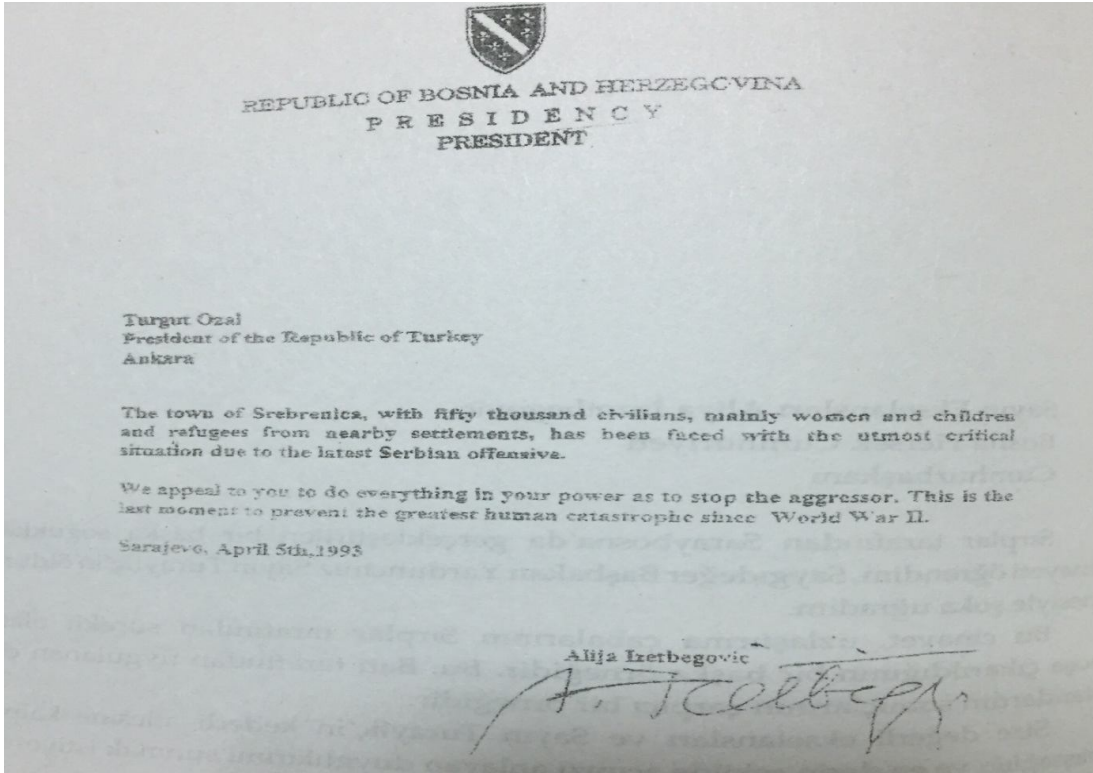 REPUBLIC OF BOSNIA AND HERZEGOVINA
PRESIDENCY
PRESIDENT
Turgut Ozal
President of the Republic of Turkey
Ankara
The town of Srebrenica, with fifty thousand civilians, mainly women and children
and refugees from nearby settlements, has been faced with the utmost critical
situation due to the latest Serbian offensive.
We appeal to you to do everything in your power as to stop the aggressor. This is the
last moment to prevent the greatest human catastrophe since World War II.
Sarajevo, April 5th,1993
Alija Izetbegovic